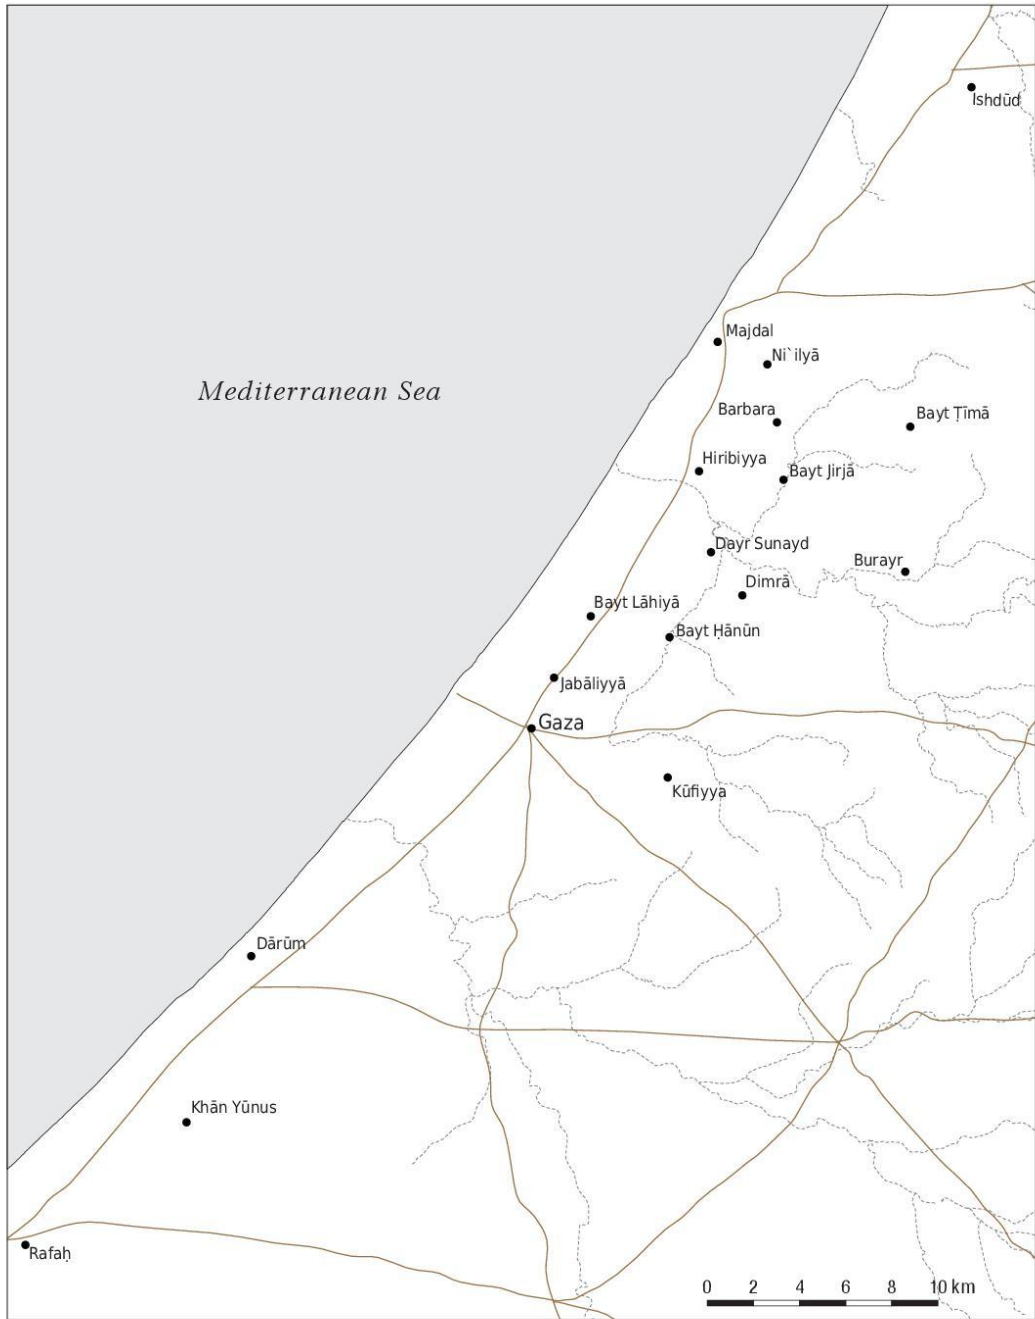 Ishdūd
Majdal
Ni`ilyā
Mediterranean Sea
Barbara
Bayt Ṭīmā
Hiribiyya
Bayt Jirjā
Dayr Sunayd
Burayr
Dimrā
Bayt Lāhiyā
Bayt Ḥānūn
Jabāliyyā
Gaza
Kūfiyya
Dārūm
Khān Yūnus
Rafaḥ
0 2 4 6 8 10 km